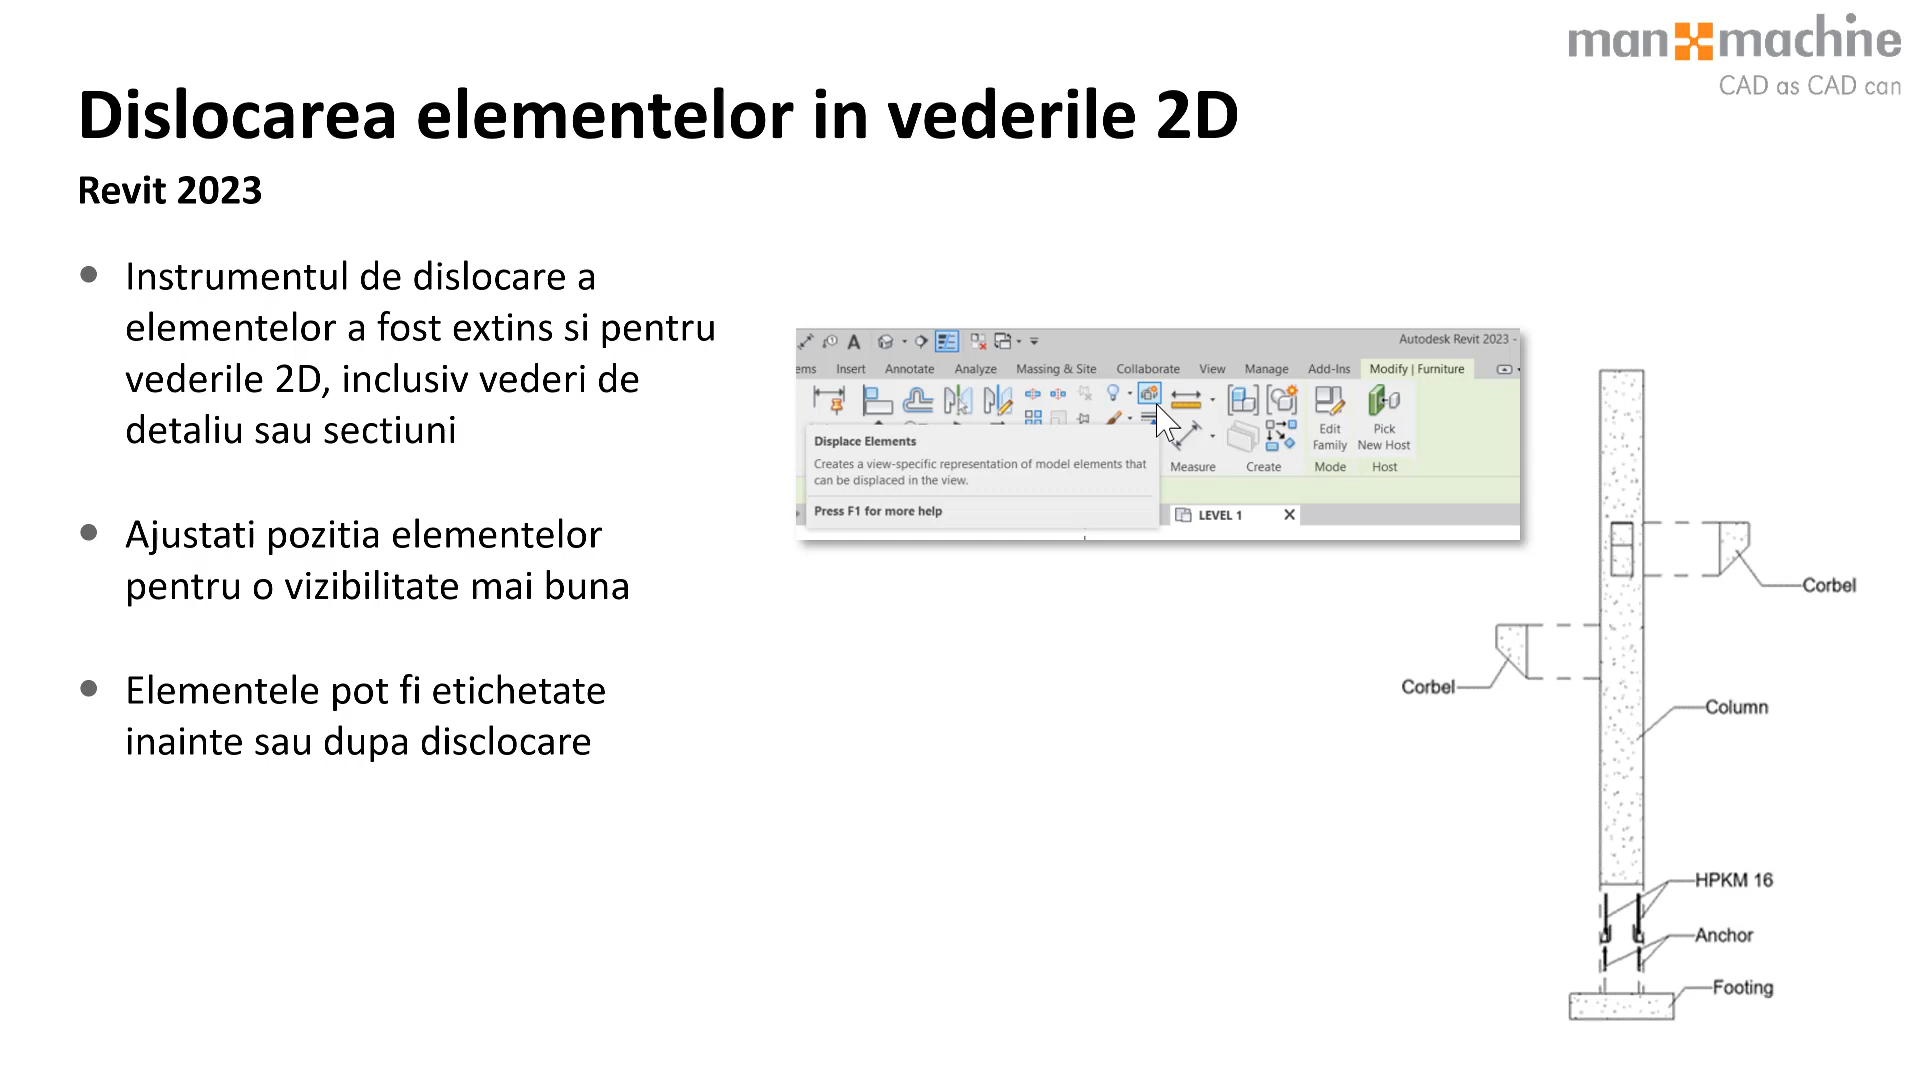 man machine
CAD as CAD can
Dislocarea elementelor in vederile 2D
Revit 2023
Instrumentul de dislocare a
elementelor a fost extins si pentru
vederile 2D, inclusiv vederi de
detaliu sau sectiuni
Ajustati pozitia elementelor
pentru o vizibilitate mai buna
Elementele pot fi etichetate
inainte sau dupa disclocare
A
Autodesk Revit 2023 -
ems Insert Annotate Analyze Massing & Site Collaborate View Manage Add-Ins Modify | Furniture
Edit Family
Pick New Host
Measure Create Mode Host
Displace Elements
Creates a view-specific representation of model elements that
can be displaced in the view.
Press F1 for more help
LEVEL 1 X
Corbel
Corbel
Column
HPKM 16
Anchor
Footing